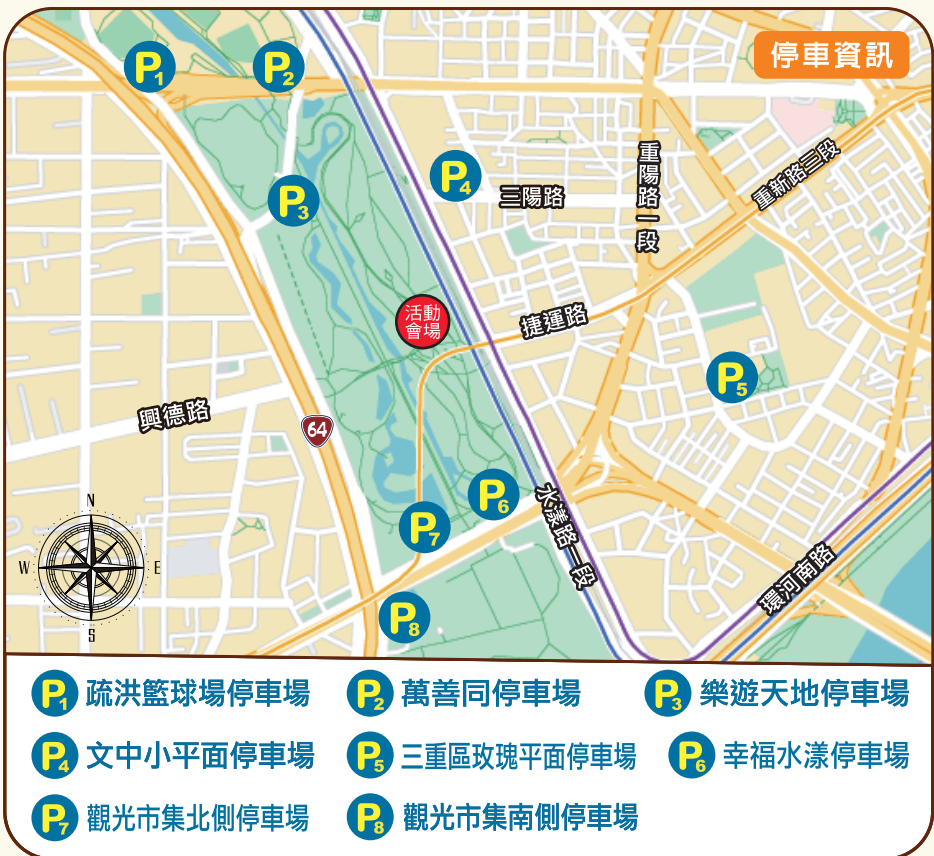 停車資訊
P1
P2
P3
P4
三陽路
重陽路一段
重新路三段
活動
會場
捷運路
P5
興德路
64
P6
水漾路一段
P7
環河南路
P8
N
W
E
S
P1 疏洪籃球場停車場
P2 萬善同停車場
P3 樂遊天地停車場
P4 文中小平面停車場
P5 三重區玫瑰平面停車場
P6 幸福水漾停車場
P7 觀光市集北側停車場
P8 觀光市集南側停車場